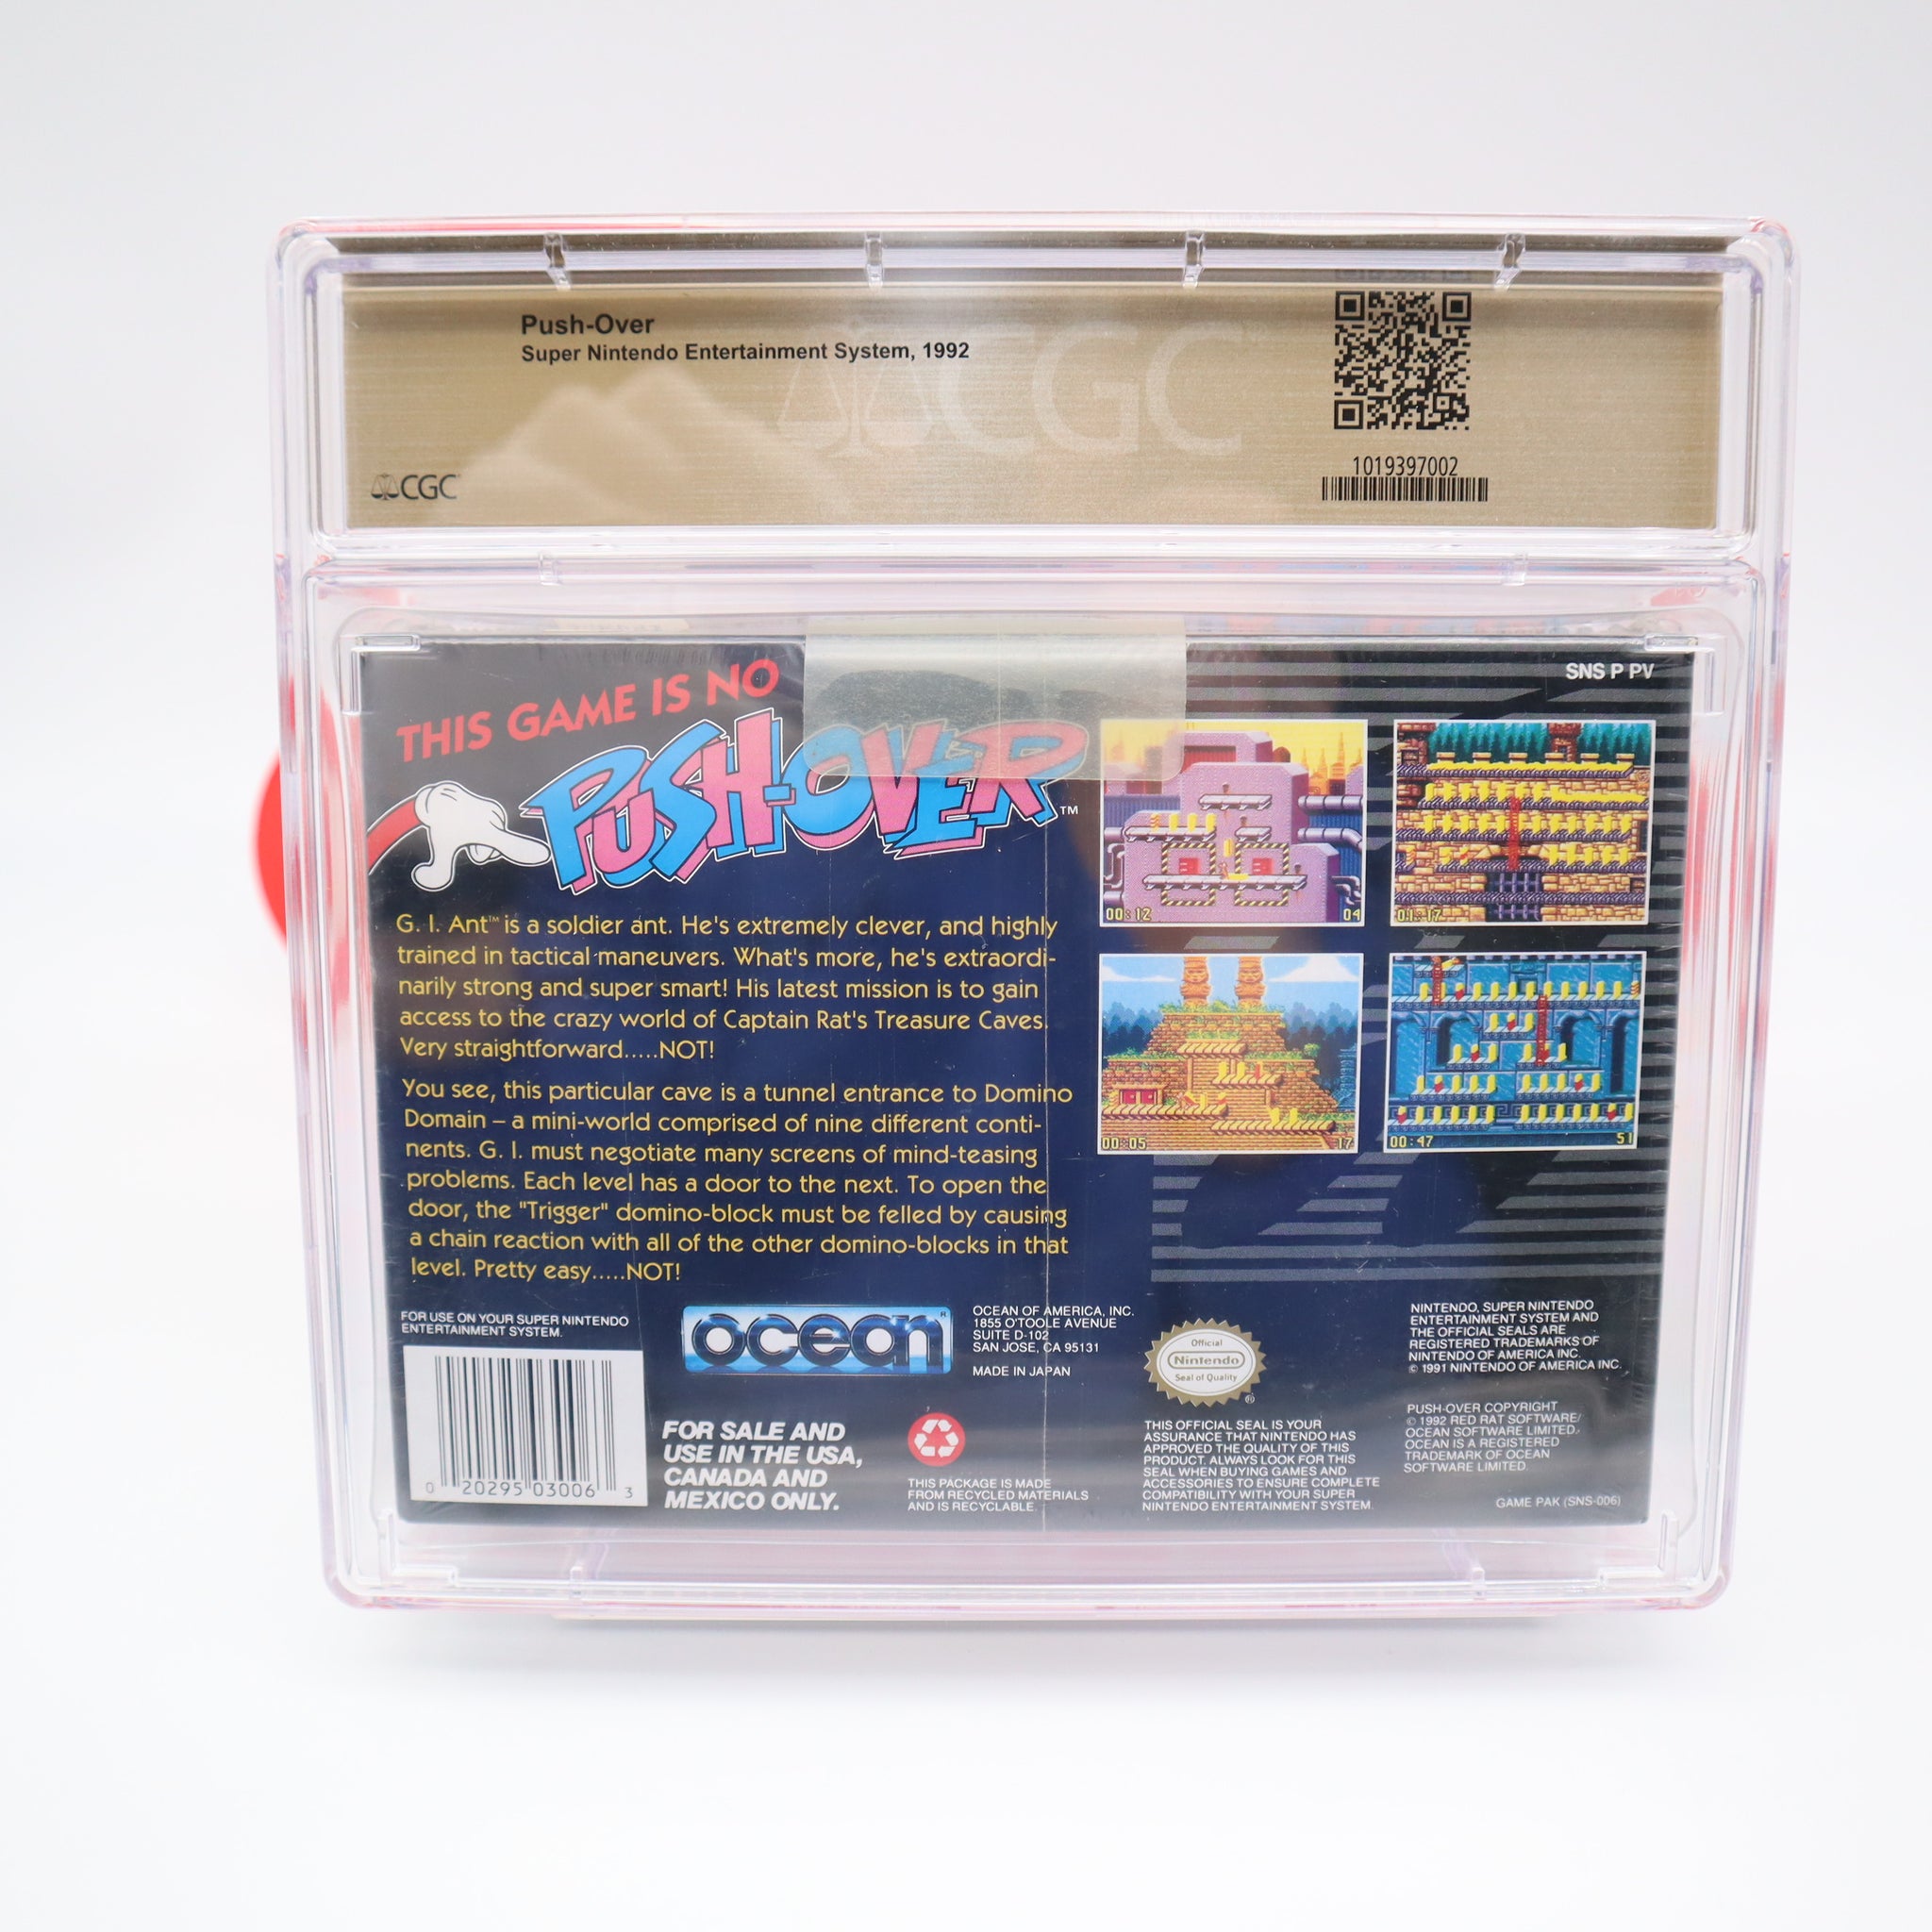 Push-Over
Super Nintendo Entertainment System, 1992
CGC
CGC
1019397002
THIS GAME IS NO
PUSH-OVER™
SNS P PV
G. I. Ant™ is a soldier ant. He's extremely clever, and highly
trained in tactical maneuvers. What's more, he's extraordi-
narily strong and super smart! His latest mission is to gain
access to the crazy world of Captain Rat's Treasure Caves.
Very straightforward.....NOT!
You see, this particular cave is a tunnel entrance to Domino
Domain – a mini-world comprised of nine different conti-
nents. G. I. must negotiate many screens of mind-teasing
problems. Each level has a door to the next. To open the
door, the "Trigger" domino-block must be felled by causing
a chain reaction with all of the other domino-blocks in that
level. Pretty easy.....NOT!
00:12 04
01:17
00:05 17
00:47 51
FOR USE ON YOUR SUPER NINTENDO
ENTERTAINMENT SYSTEM.
0 20295 03006 3
ocean®
OCEAN OF AMERICA, INC.
1855 O'TOOLE AVENUE
SUITE D-102
SAN JOSE, CA 95131
MADE IN JAPAN
FOR SALE AND
USE IN THE USA,
CANADA AND
MEXICO ONLY.
THIS PACKAGE IS MADE
FROM RECYCLED MATERIALS
AND IS RECYCLABLE.
Official
Nintendo
Seal of Quality
®
THIS OFFICIAL SEAL IS YOUR
ASSURANCE THAT NINTENDO HAS
APPROVED THE QUALITY OF THIS
PRODUCT. ALWAYS LOOK FOR THIS
SEAL WHEN BUYING GAMES AND
ACCESSORIES TO ENSURE COMPLETE
COMPATIBILITY WITH YOUR SUPER
NINTENDO ENTERTAINMENT SYSTEM.
NINTENDO, SUPER NINTENDO
ENTERTAINMENT SYSTEM AND
THE OFFICIAL SEALS ARE
REGISTERED TRADEMARKS OF
NINTENDO OF AMERICA INC.
© 1991 NINTENDO OF AMERICA INC.
PUSH-OVER COPYRIGHT
© 1992 RED RAT SOFTWARE/
OCEAN SOFTWARE LIMITED.
OCEAN IS A REGISTERED
TRADEMARK OF OCEAN
SOFTWARE LIMITED.
GAME PAK (SNS-006)